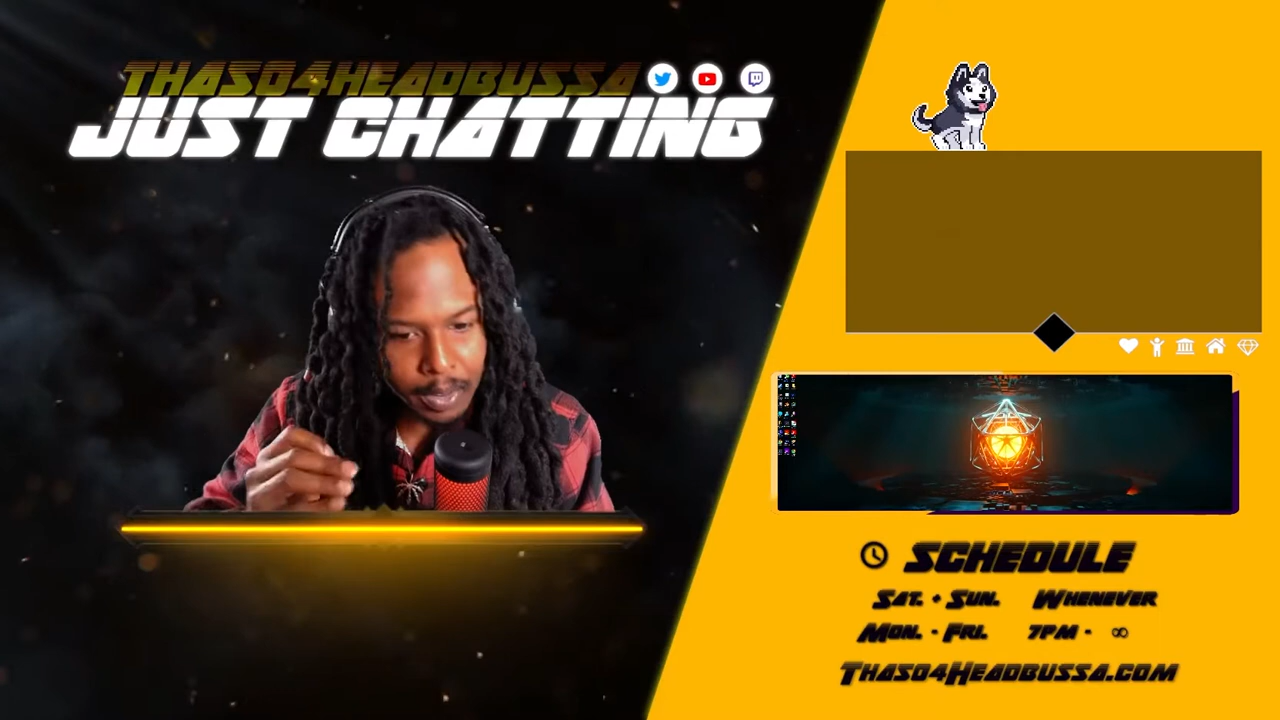 THASO4HEADBUSSA
JUST CHATTING
SCHEDULE
SAT. + SUN. WHENEVER
MON. - FRI. 7PM - ∞
THASO4HEADBUSSA.COM